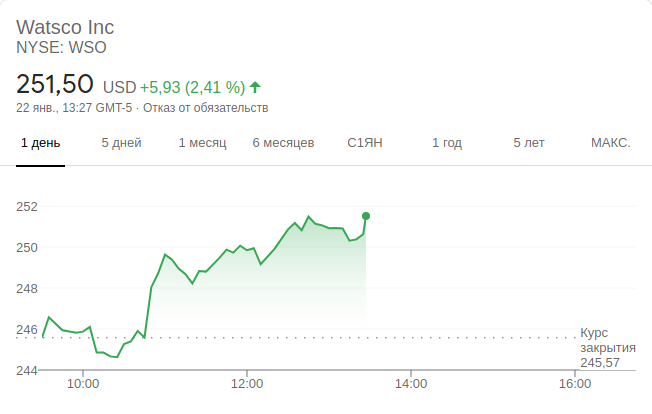 Watsco Inc
NYSE: WSO
251,50 USD +5,93 (2,41 %)
22 янв., 13:27 GMT-5 · Отказ от обязательств
1 день 5 дней 1 месяц 6 месяцев С1ЯН 1 год 5 лет МАКС.
252
250
248
246
Курс
закрытия
245,57
244
10:00 12:00 14:00 16:00